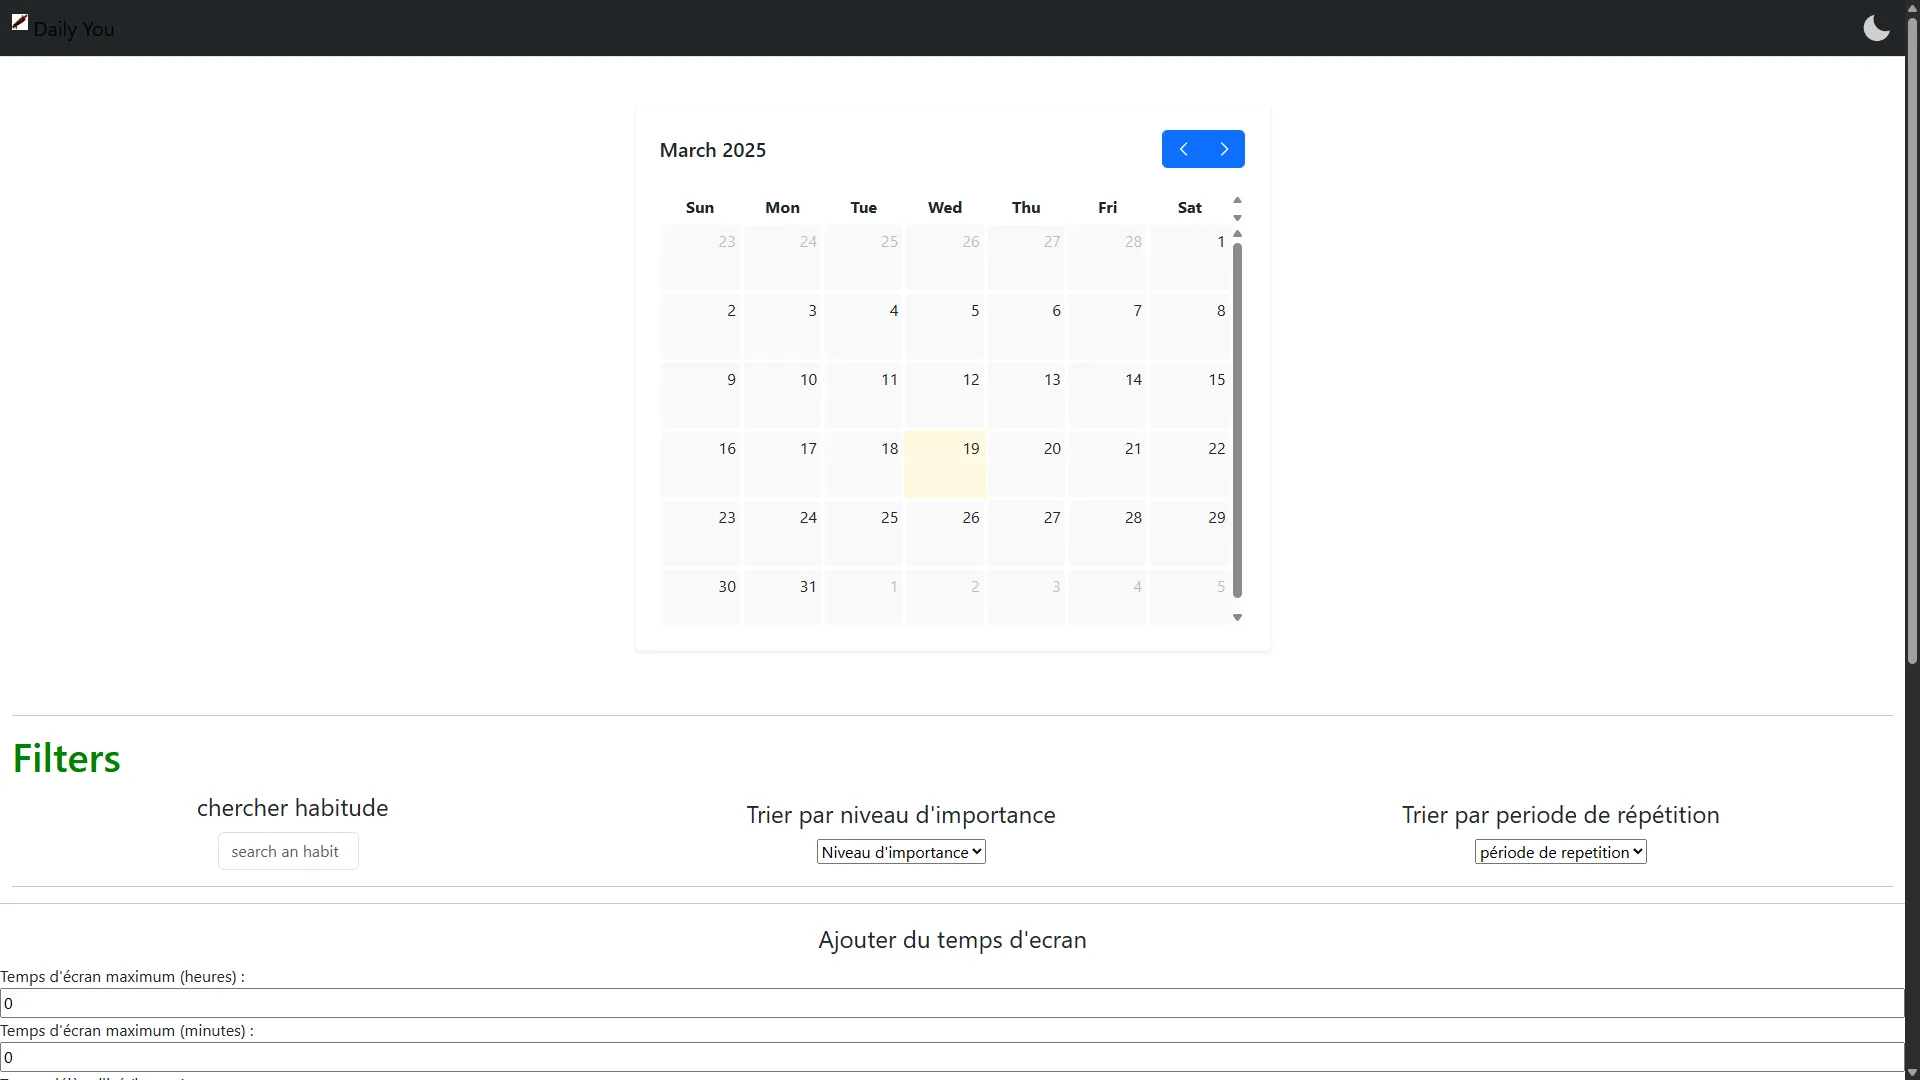 Daily You
March 2025
Sun Mon Tue Wed Thu Fri Sat
23 24 25 26 27 28 1
2 3 4 5 6 7 8
9 10 11 12 13 14 15
16 17 18 19 20 21 22
23 24 25 26 27 28 29
30 31 1 2 3 4 5
Filters
chercher habitude
search an habit
Trier par niveau d'importance
Niveau d'importance
Trier par periode de répétition
période de repetition
Ajouter du temps d'ecran
Temps d'écran maximum (heures) :
0
Temps d'écran maximum (minutes) :
0